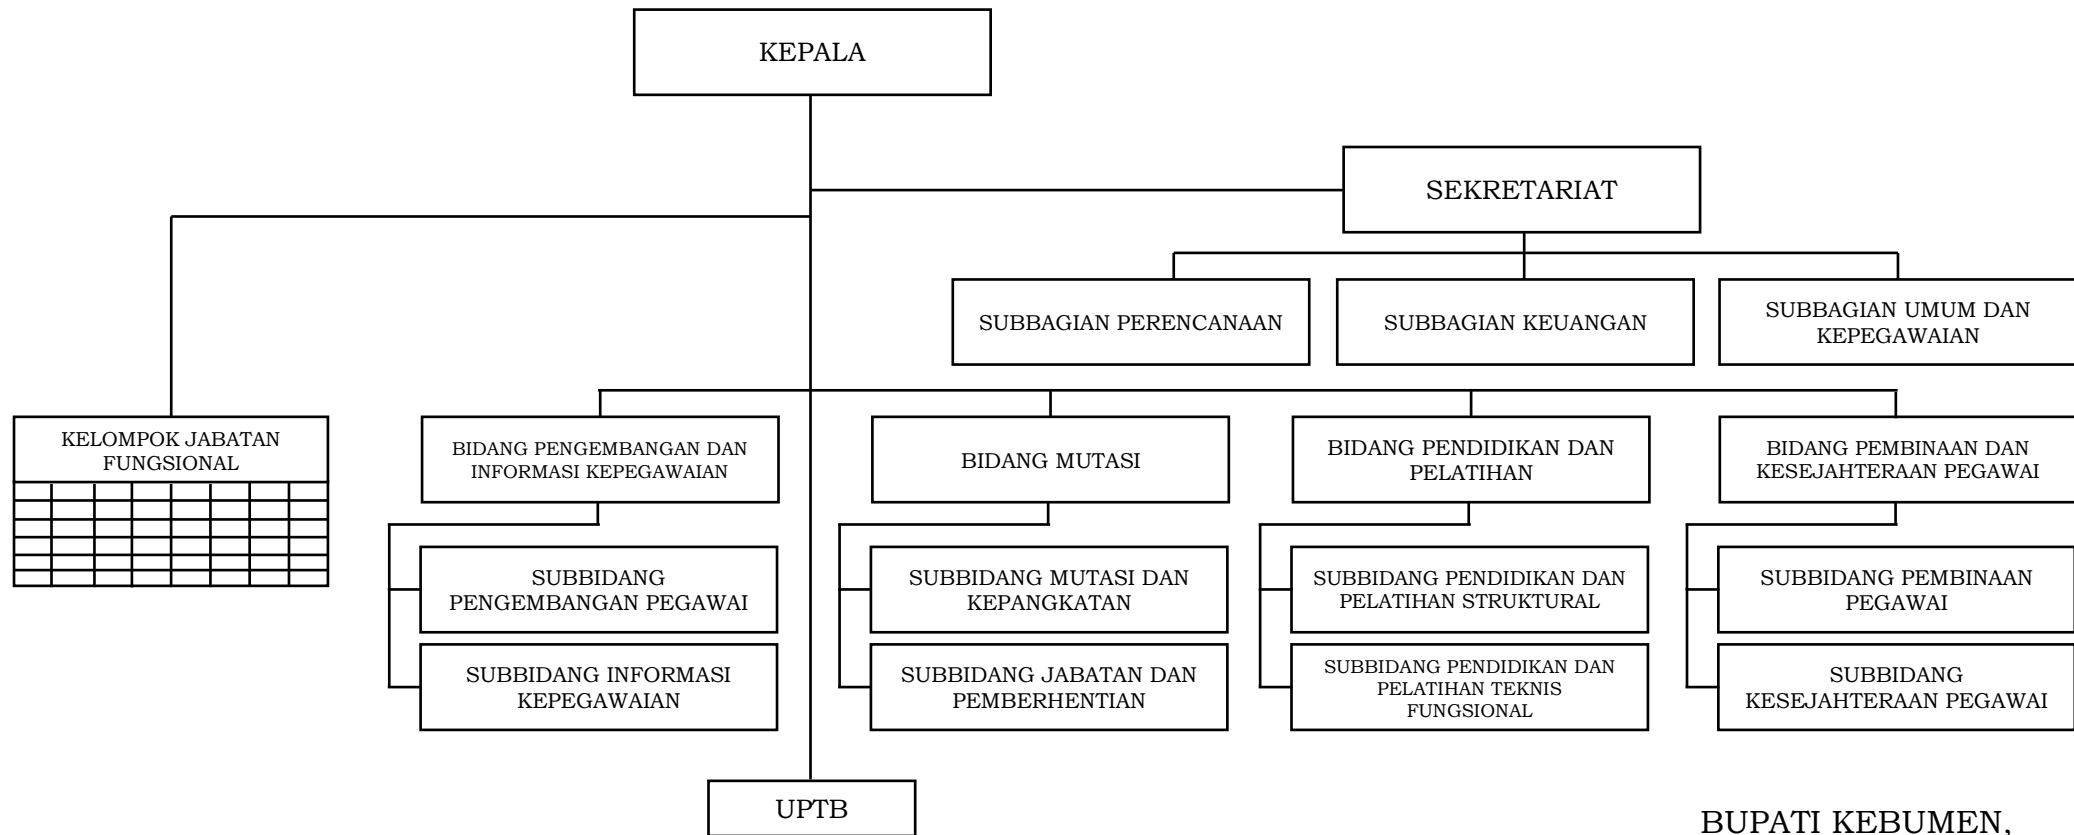 KEPALA
SEKRETARIAT
SUBBAGIAN PERENCANAAN
SUBBAGIAN KEUANGAN
SUBBAGIAN UMUM DAN
KEPEGAWAIAN
KELOMPOK JABATAN
FUNGSIONAL
BIDANG PENGEMBANGAN DAN
INFORMASI KEPEGAWAIAN
BIDANG MUTASI
BIDANG PENDIDIKAN DAN
PELATIHAN
BIDANG PEMBINAAN DAN
KESEJAHTERAAN PEGAWAI
SUBBIDANG
PENGEMBANGAN PEGAWAI
SUBBIDANG MUTASI DAN
KEPANGKATAN
SUBBIDANG PENDIDIKAN DAN
PELATIHAN STRUKTURAL
SUBBIDANG PEMBINAAN
PEGAWAI
SUBBIDANG INFORMASI
KEPEGAWAIAN
SUBBIDANG JABATAN DAN
PEMBERHENTIAN
SUBBIDANG PENDIDIKAN DAN
PELATIHAN TEKNIS
FUNGSIONAL
SUBBIDANG
KESEJAHTERAAN PEGAWAI
UPTB
BUPATI KEBUMEN,